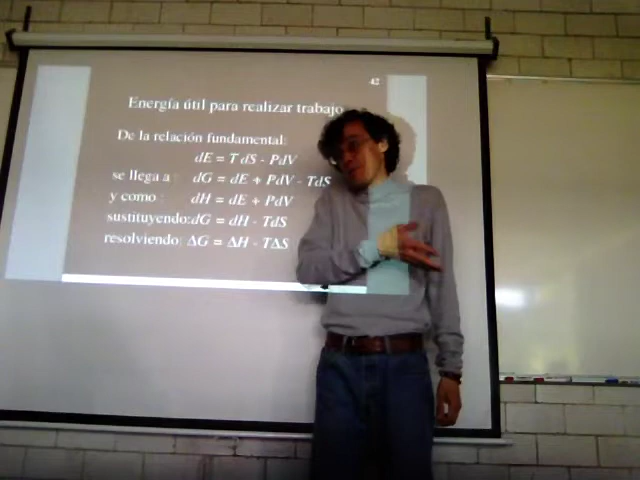 42
Energía útil para realizar trabajo
De la relación fundamental:
dE = T dS - PdV
se llega a : dG = dE + PdV - TdS
y como : dH = dE + PdV
sustituyendo:dG = dH - TdS
resolviendo: ΔG = ΔH - TΔS